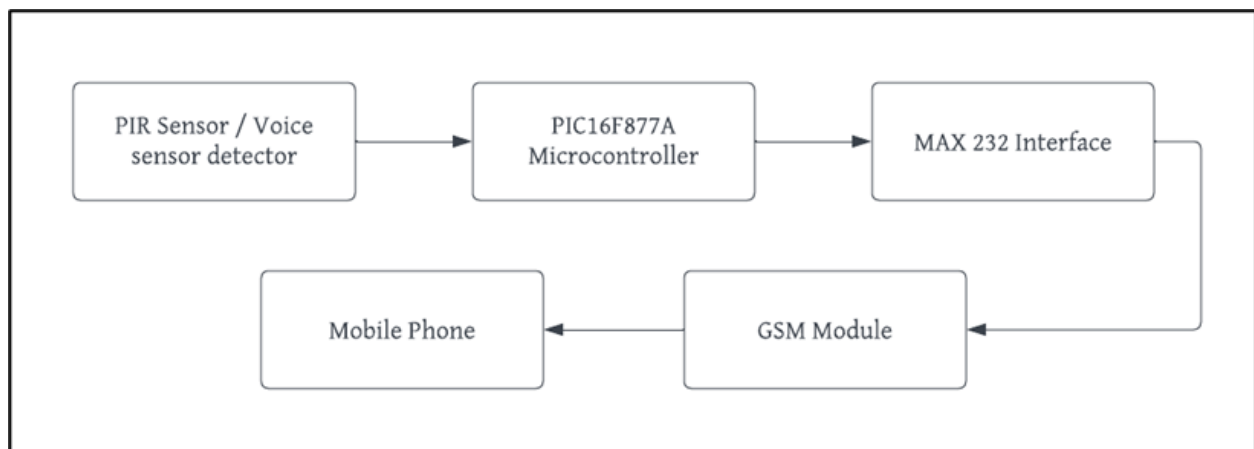 PIR Sensor / Voice
sensor detector
PIC16F877A
Microcontroller
MAX 232 Interface
Mobile Phone
GSM Module